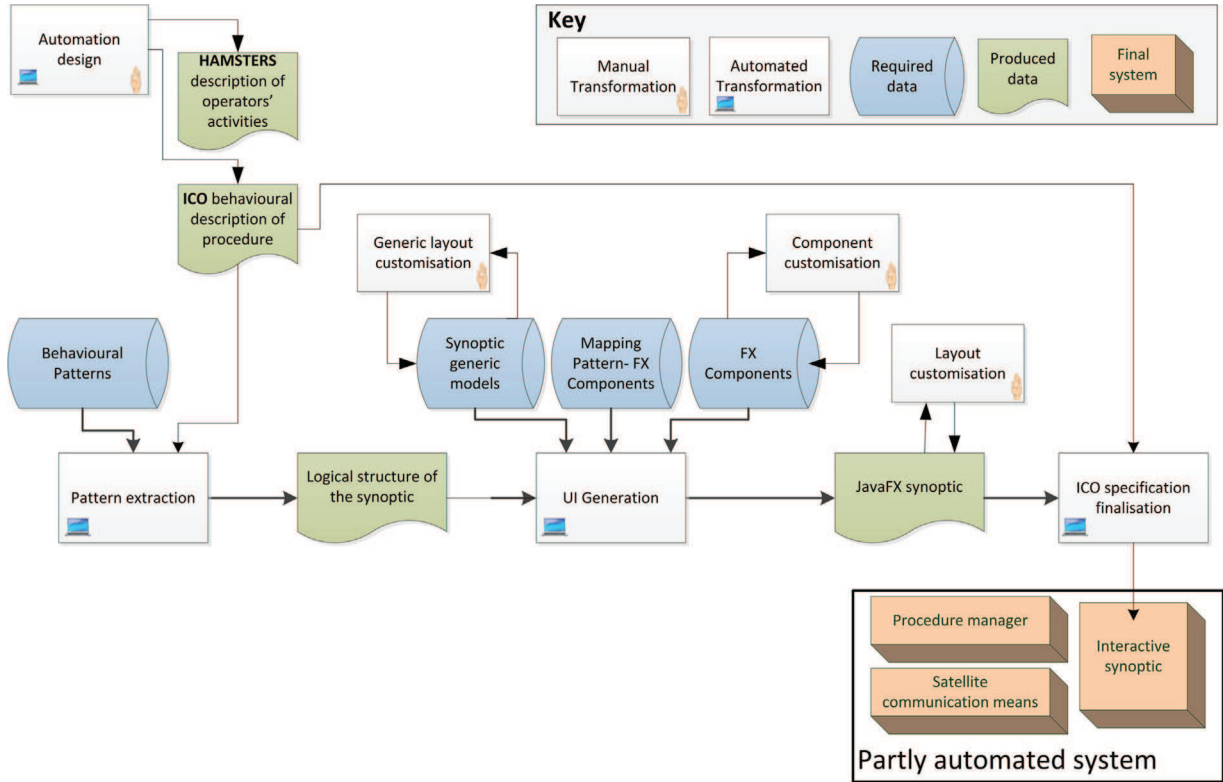 Automation
design
HAMSTERS
description of
operators'
activities
Key
Manual
Transformation
Automated
Transformation
Required
data
Produced
data
Final
system
ICO behavioural
description of
procedure
Generic layout
customisation
Component
customisation
Behavioural
Patterns
Synoptic
generic
models
Mapping
Pattern- FX
Components
FX
Components
Layout
customisation
Pattern extraction
Logical structure of
the synoptic
UI Generation
JavaFX synoptic
ICO specification
finalisation
Procedure manager
Satellite
communication means
Interactive
synoptic
Partly automated system